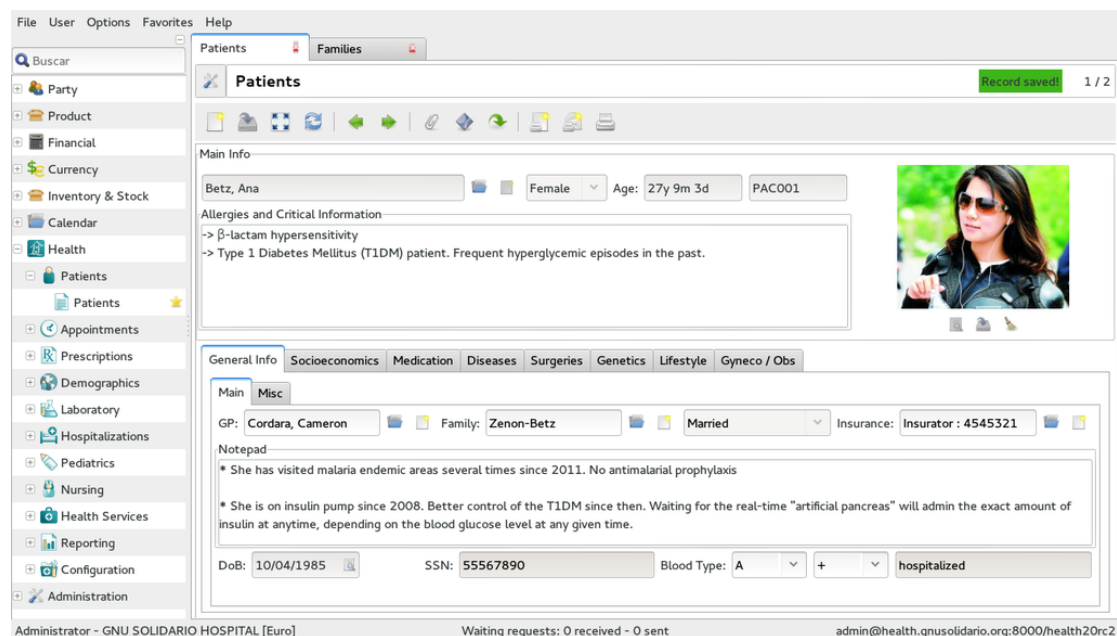 File User Options Favorites Help
Buscar
Party
Product
Financial
Currency
Inventory & Stock
Calendar
Health
Patients
Patients
Appointments
Prescriptions
Demographics
Laboratory
Hospitalizations
Pediatrics
Nursing
Health Services
Reporting
Configuration
Administration
Patients Families
Patients Record saved! 1 / 2
Main Info
Betz, Ana Female Age: 27y 9m 3d PAC001
Allergies and Critical Information
-> β-lactam hypersensitivity
-> Type 1 Diabetes Mellitus (T1DM) patient. Frequent hyperglycemic episodes in the past.
General Info Socioeconomics Medication Diseases Surgeries Genetics Lifestyle Gyneco / Obs
Main Misc
GP: Cordara, Cameron Family: Zenon-Betz Married Insurance: Insurator : 4545321
Notepad
* She has visited malaria endemic areas several times since 2011. No antimalarial prophylaxis
* She is on insulin pump since 2008. Better control of the T1DM since then. Waiting for the real-time "artificial pancreas" will admin the exact amount of
insulin at anytime, depending on the blood glucose level at any given time.
DoB: 10/04/1985 SSN: 55567890 Blood Type: A + hospitalized
Administrator - GNU SOLIDARIO HOSPITAL [Euro] Waiting requests: 0 received - 0 sent admin@health.gnusolidario.org:8000/health20rc2